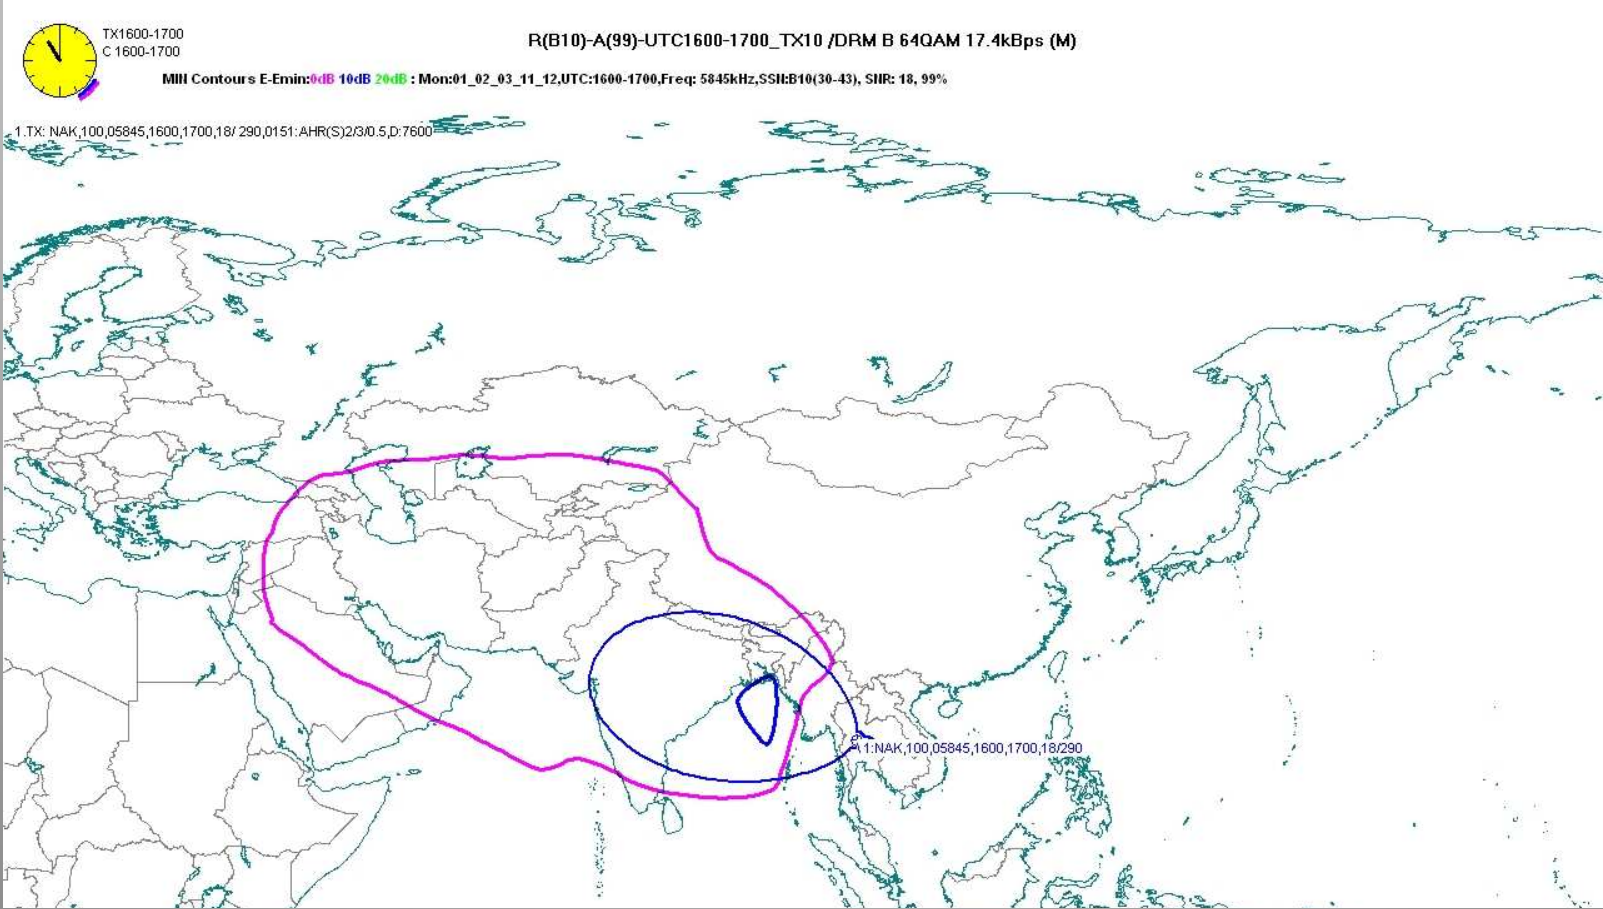 TX1600-1700
C 1600-1700
R(B10)-A(99)-UTC1600-1700_TX10 /DRM B 64QAM 17.4kBps (M)
MIN Contours E-Emin:0dB 10dB 20dB : Mon:01_02_03_11_12,UTC:1600-1700,Freq: 5845kHz,SSN:B10(30-43), SNR: 18, 99%
1.TX: NAK,100,05845,1600,1700,18/ 290,0151:AHR(S)2/3/0.5,D:7600
1:NAK,100,05845,1600,1700,18/290